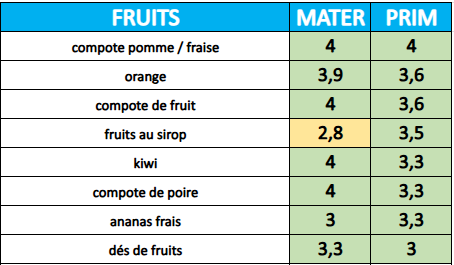 FRUITS MATER PRIM
compote pomme / fraise 4 4
orange 3,9 3,6
compote de fruit 4 3,6
fruits au sirop 2,8 3,5
kiwi 4 3,3
compote de poire 4 3,3
ananas frais 3 3,3
dés de fruits 3,3 3